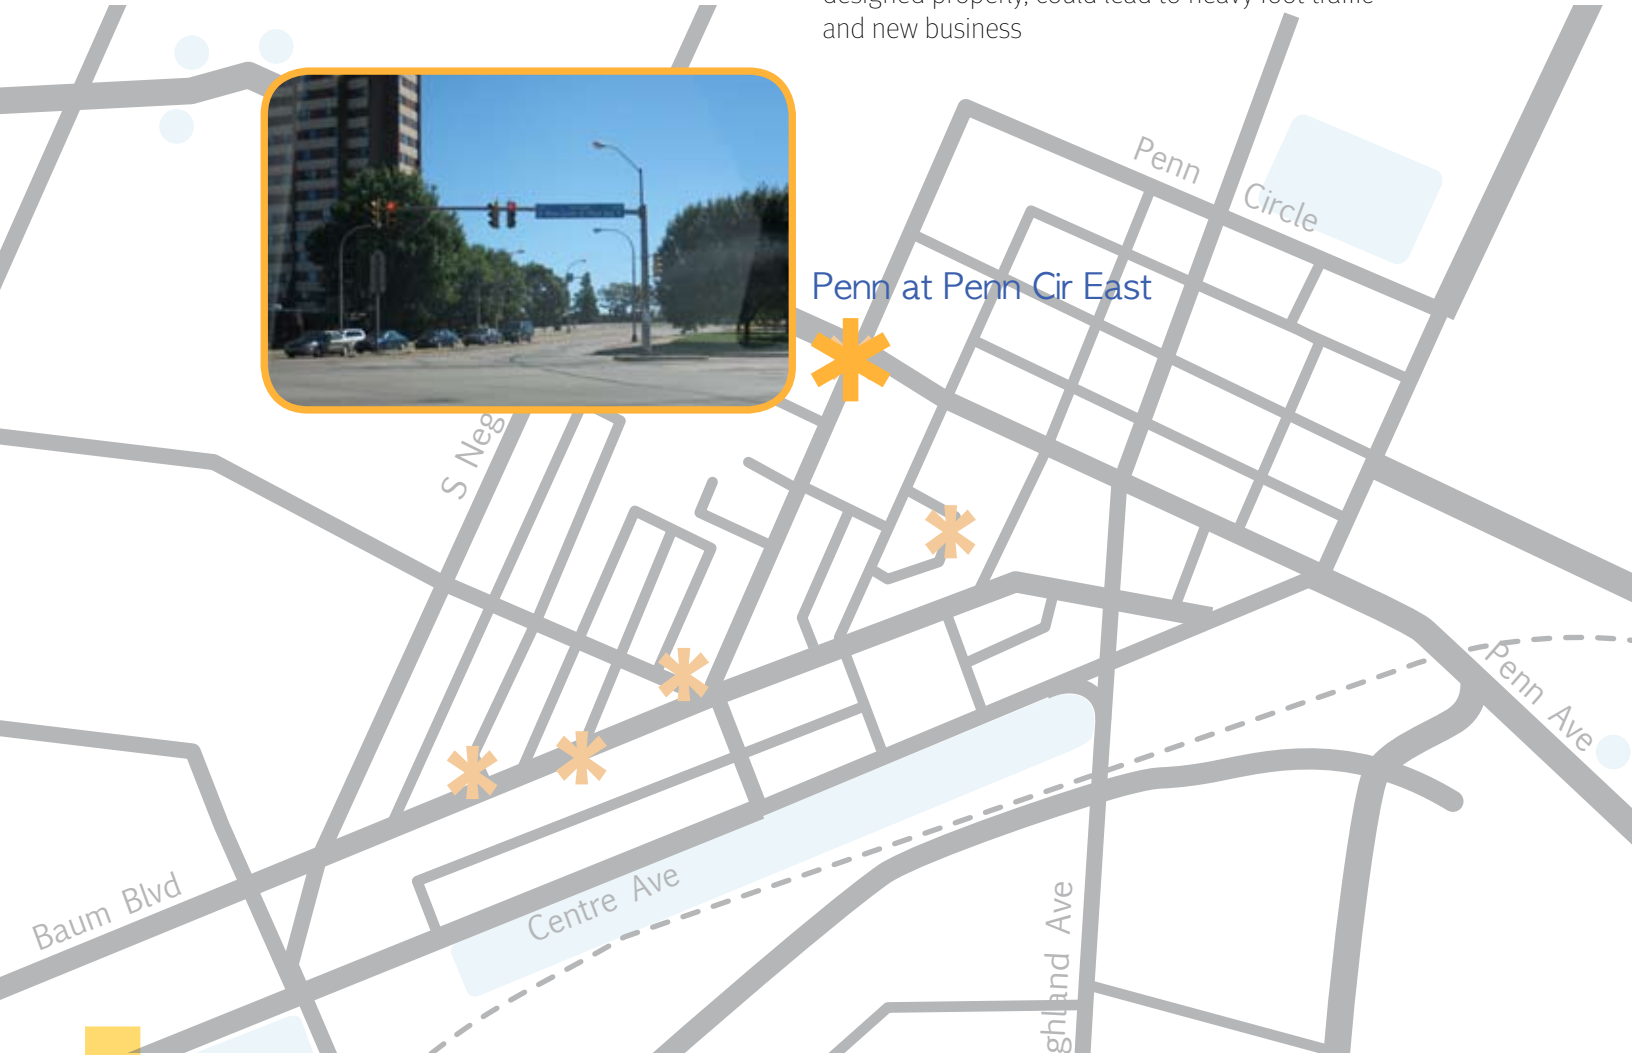 and new business
Penn
Circle
Penn at Penn Cir East
S Neg
Penn Ave
Baum Blvd
Centre Ave
ghland Ave